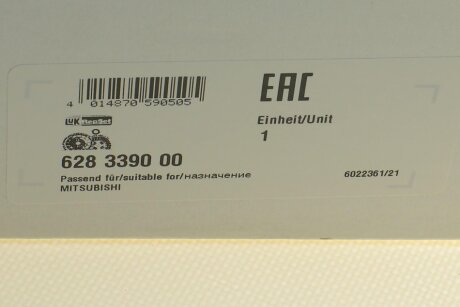 4 014870 590505
EAC
LuK RepSet
Einheit/Unit
1
628 3390 00
Passend für/suitable for/назначение
MITSUBISHI
6022361/21